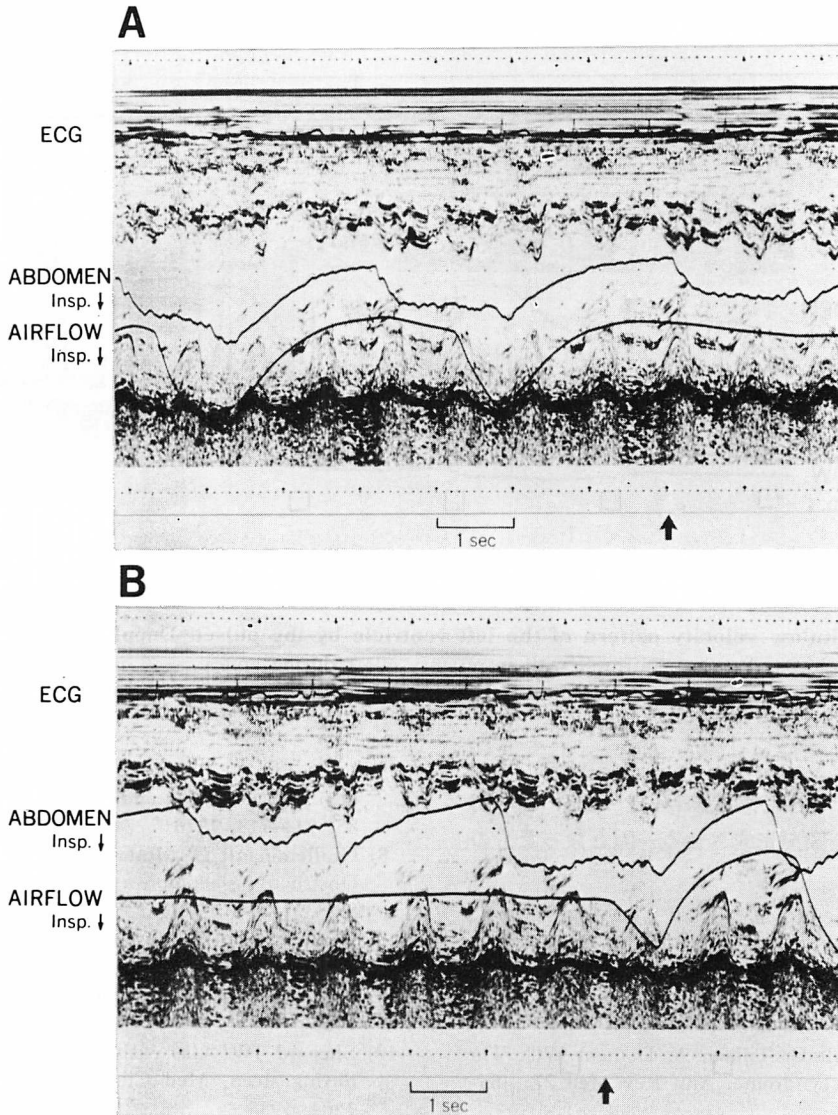 A
ECG
ABDOMEN
Insp. ↓
AIRFLOW
Insp. ↓
1 sec
B
ECG
ABDOMEN
Insp. ↓
AIRFLOW
Insp. ↓
1 sec